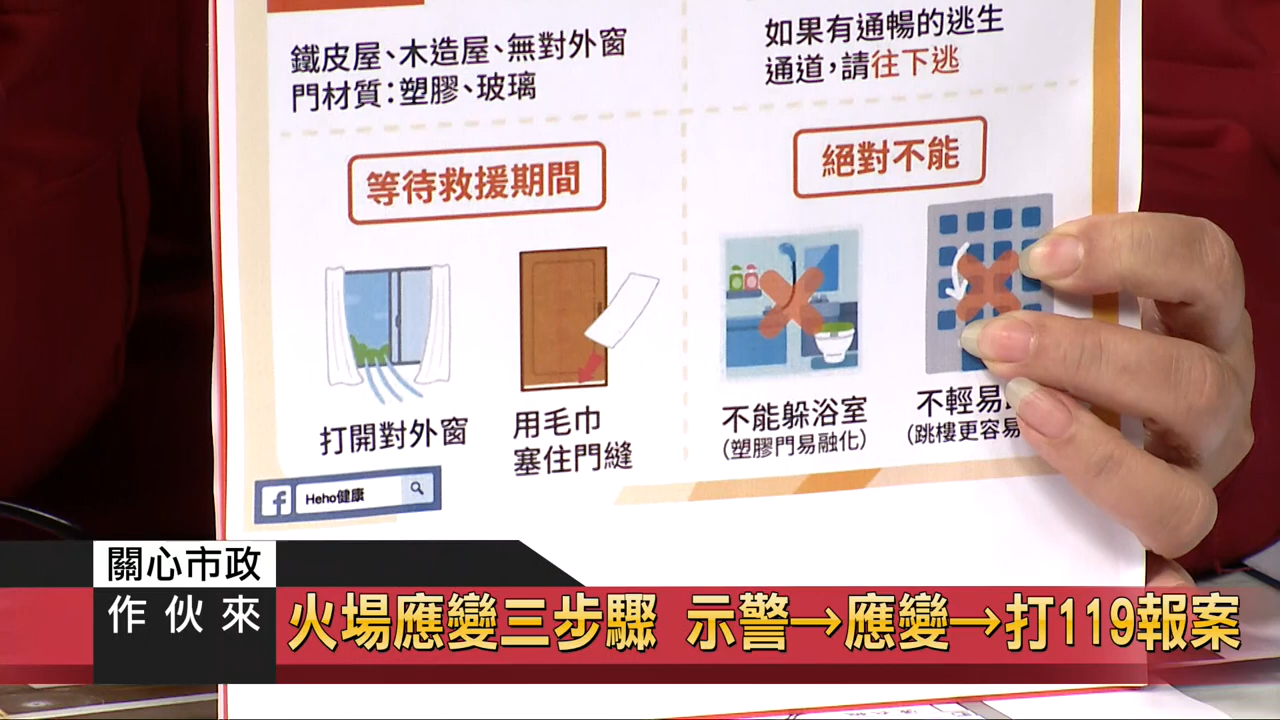 鐵皮屋、木造屋、無對外窗
門材質：塑膠、玻璃
如果有通暢的逃生
通道，請往下逃
等待救援期間
絕對不能
打開對外窗
用毛巾
塞住門縫
不能躲浴室
(塑膠門易融化)
不輕易
(跳樓更容易
f Heho健康
關心市政
作伙來
火場應變三步驟 示警→應變→打119報案